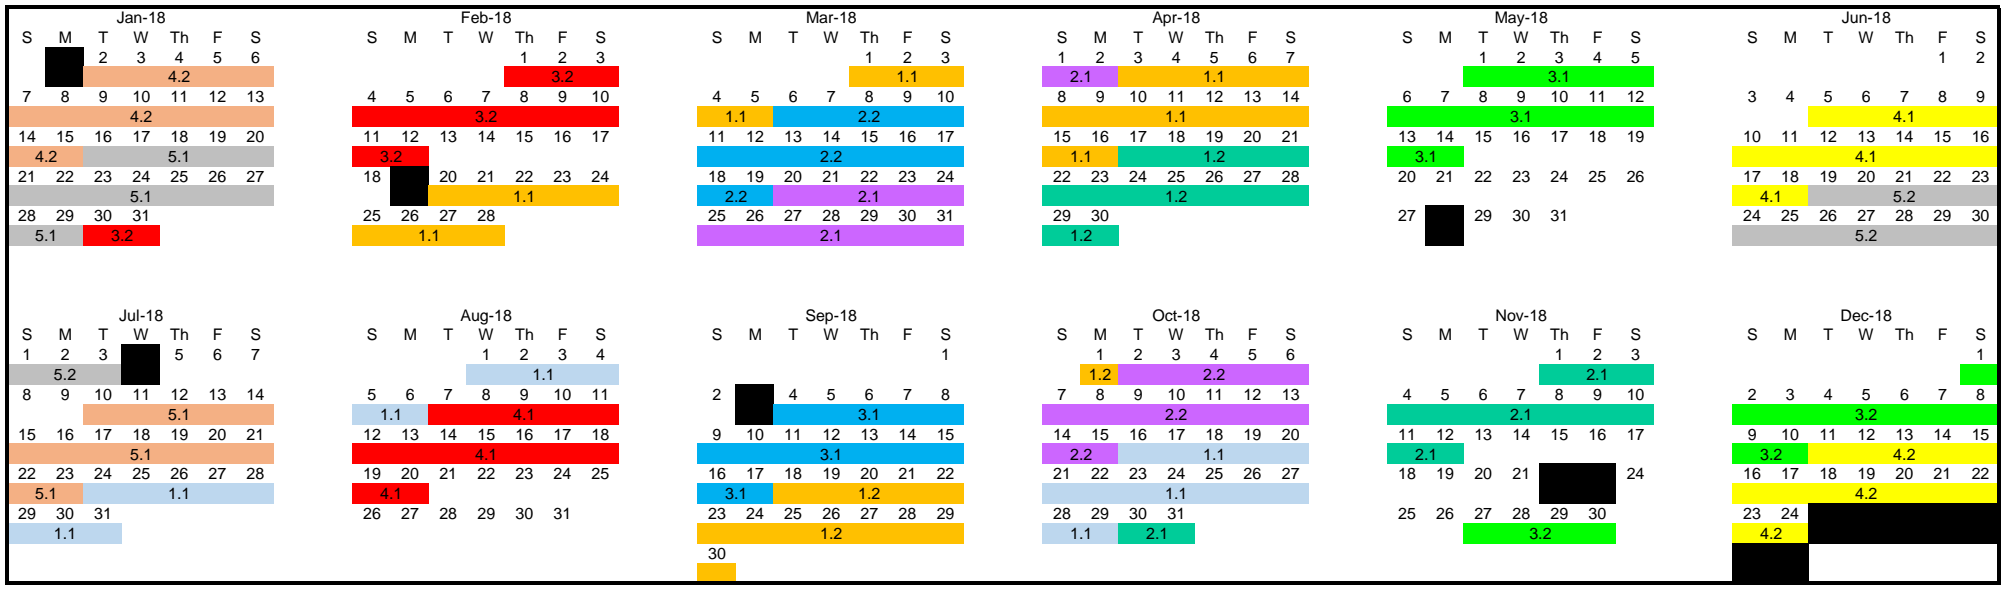 Jan-18 Feb-18 Mar-18 Apr-18 May-18 Jun-18
S M T W Th F S S M T W Th F S S M T W Th F S S M T W Th F S S M T W Th F S S M T W Th F S
2 3 4 5 6 1 2 3 1 2 3 1 2 3 4 5 6 7 1 2 3 4 5 1 2
4.2 3.2 1.1 2.1 1.1 3.1
7 8 9 10 11 12 13 4 5 6 7 8 9 10 4 5 6 7 8 9 10 8 9 10 11 12 13 14 6 7 8 9 10 11 12 3 4 5 6 7 8 9
4.2 3.2 1.1 2.2 1.1 3.1 4.1
14 15 16 17 18 19 20 11 12 13 14 15 16 17 11 12 13 14 15 16 17 15 16 17 18 19 20 21 13 14 15 16 17 18 19 10 11 12 13 14 15 16
4.2 5.1 3.2 2.2 1.1 1.2 3.1 4.1
21 22 23 24 25 26 27 18 20 21 22 23 24 18 19 20 21 22 23 24 22 23 24 25 26 27 28 20 21 22 23 24 25 26 17 18 19 20 21 22 23
5.1 1.1 2.2 2.1 1.2 4.1 5.2
28 29 30 31 25 26 27 28 25 26 27 28 29 30 31 29 30 27 29 30 31 24 25 26 27 28 29 30
5.1 3.2 1.1 2.1 1.2 5.2
Jul-18 Aug-18 Sep-18 Oct-18 Nov-18 Dec-18
S M T W Th F S S M T W Th F S S M T W Th F S S M T W Th F S S M T W Th F S S M T W Th F S
1 2 3 5 6 7 1 2 3 4 1 1 2 3 4 5 6 1 2 3 1
5.2 1.1 1.2 2.2 2.1
8 9 10 11 12 13 14 5 6 7 8 9 10 11 2 4 5 6 7 8 7 8 9 10 11 12 13 4 5 6 7 8 9 10 2 3 4 5 6 7 8
5.1 1.1 4.1 3.1 2.2 2.1 3.2
15 16 17 18 19 20 21 12 13 14 15 16 17 18 9 10 11 12 13 14 15 14 15 16 17 18 19 20 11 12 13 14 15 16 17 9 10 11 12 13 14 15
5.1 4.1 3.1 2.2 1.1 2.1 3.2 4.2
22 23 24 25 26 27 28 19 20 21 22 23 24 25 16 17 18 19 20 21 22 21 22 23 24 25 26 27 18 19 20 21 24 16 17 18 19 20 21 22
5.1 1.1 4.1 3.1 1.2 1.1 4.2
29 30 31 26 27 28 29 30 31 23 24 25 26 27 28 29 28 29 30 31 25 26 27 28 29 30 23 24
1.1 1.2 1.1 2.1 3.2 4.2
30